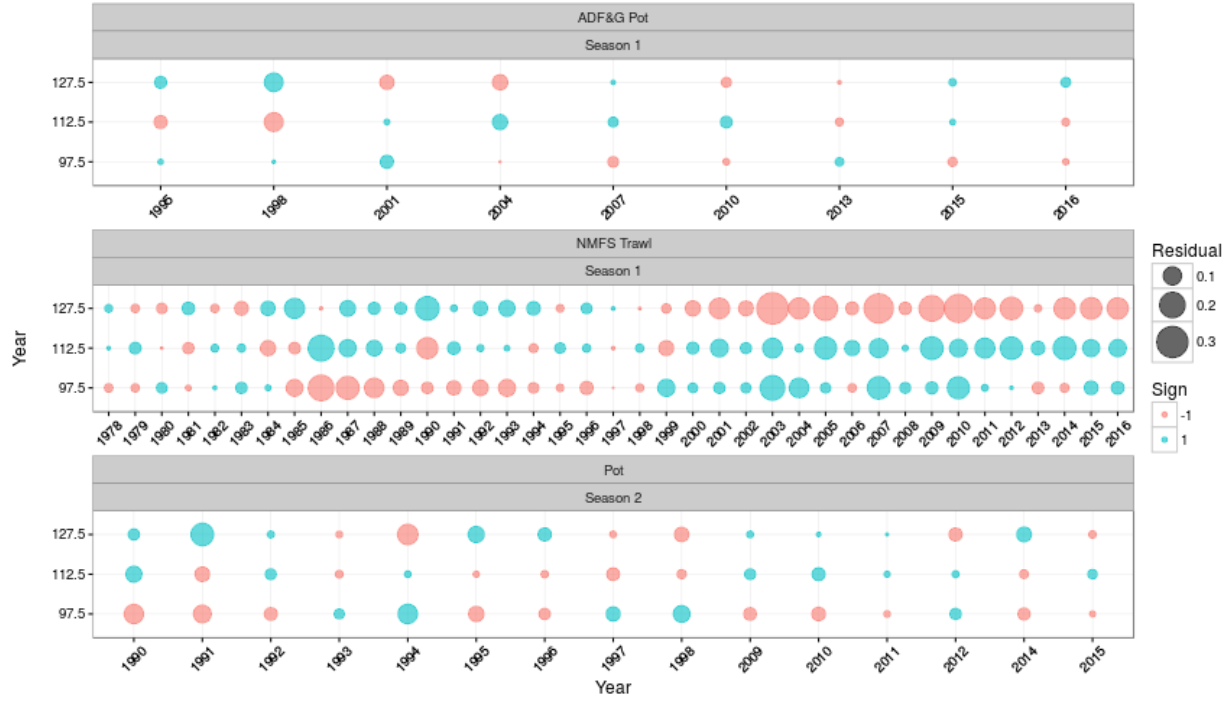 ADF&G Pot
Season 1
127.5
112.5
97.5
1995 1998 2001 2004 2007 2010 2013 2015 2016
NMFS Trawl
Season 1
127.5
112.5
97.5
1978 1979 1980 1981 1982 1983 1984 1985 1986 1987 1988 1989 1990 1991 1992 1993 1994 1995 1996 1997 1998 1999 2000 2001 2002 2003 2004 2005 2006 2007 2008 2009 2010 2011 2012 2013 2014 2015 2016
Pot
Season 2
127.5
112.5
97.5
1990 1991 1992 1993 1994 1995 1996 1997 1998 2009 2010 2011 2012 2014 2015
Year
Year
Residual
0.1
0.2
0.3
Sign
-1
1